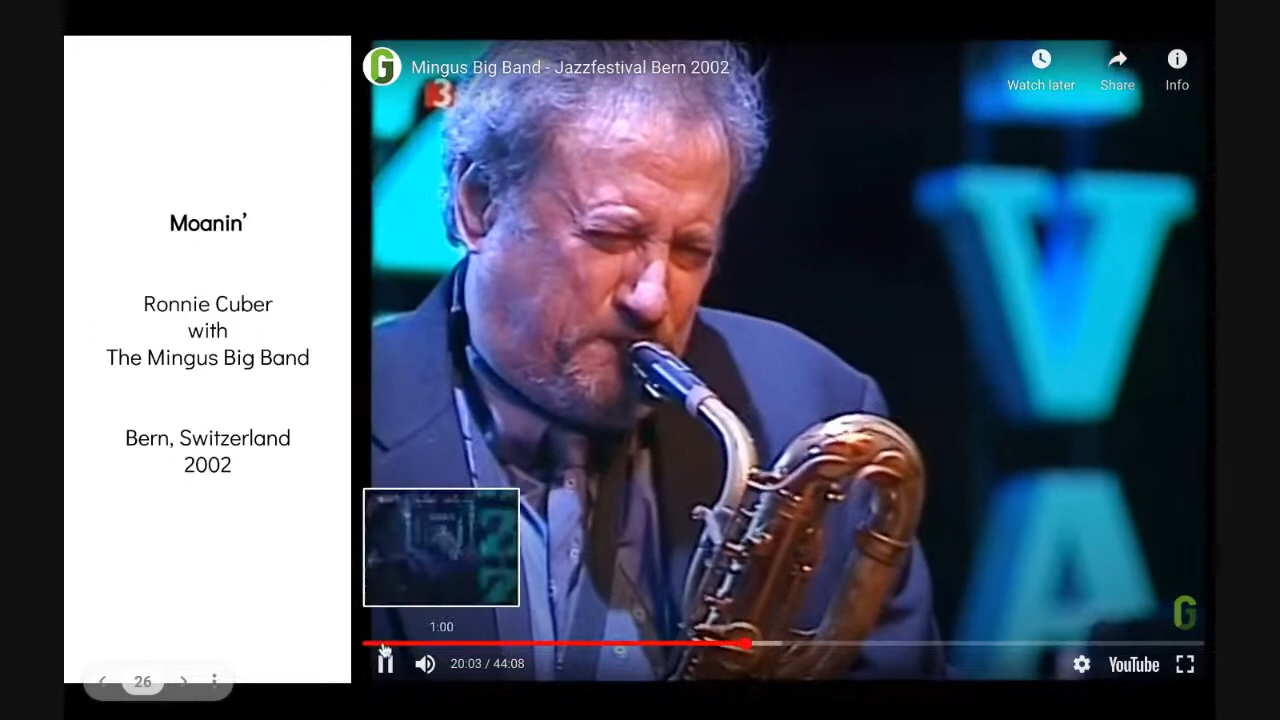 Moanin’
Ronnie Cuber
with
The Mingus Big Band
Bern, Switzerland
2002
26
G
Mingus Big Band - Jazzfestival Bern 2002
3
Watch later
Share
Info
V
A
1:00
20:03 / 44:08
YouTube
G